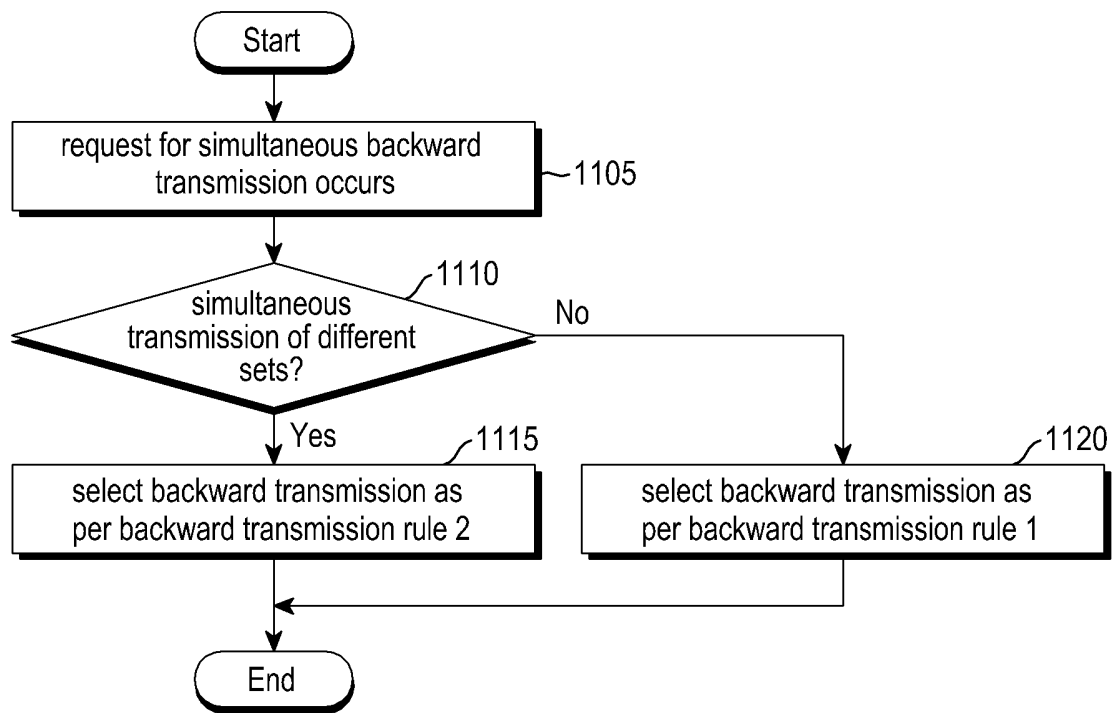 Start
request for simultaneous backward
transmission occurs
1105
1110
simultaneous
transmission of different
sets?
No
Yes
1115
select backward transmission as
per backward transmission rule 2
1120
select backward transmission as
per backward transmission rule 1
End